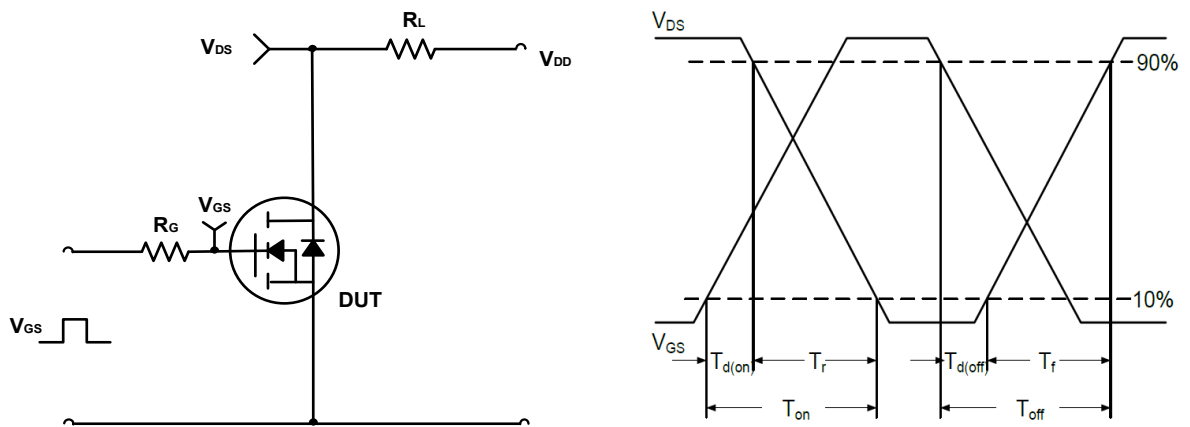 RL
VDS
VDD
VGS
RG
DUT
VGS
VDS
90%
10%
VGS
Td(on)
Tr
Td(off)
Tf
Ton
Toff